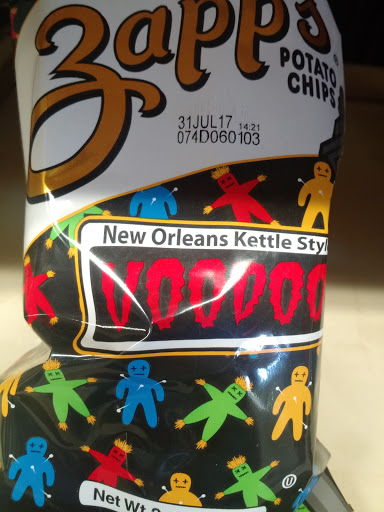 Zapp's
POTATO
CHIPS
31JUL17 14:21
074D060103
New Orleans Kettle Styl
VOODOO
Net Wt